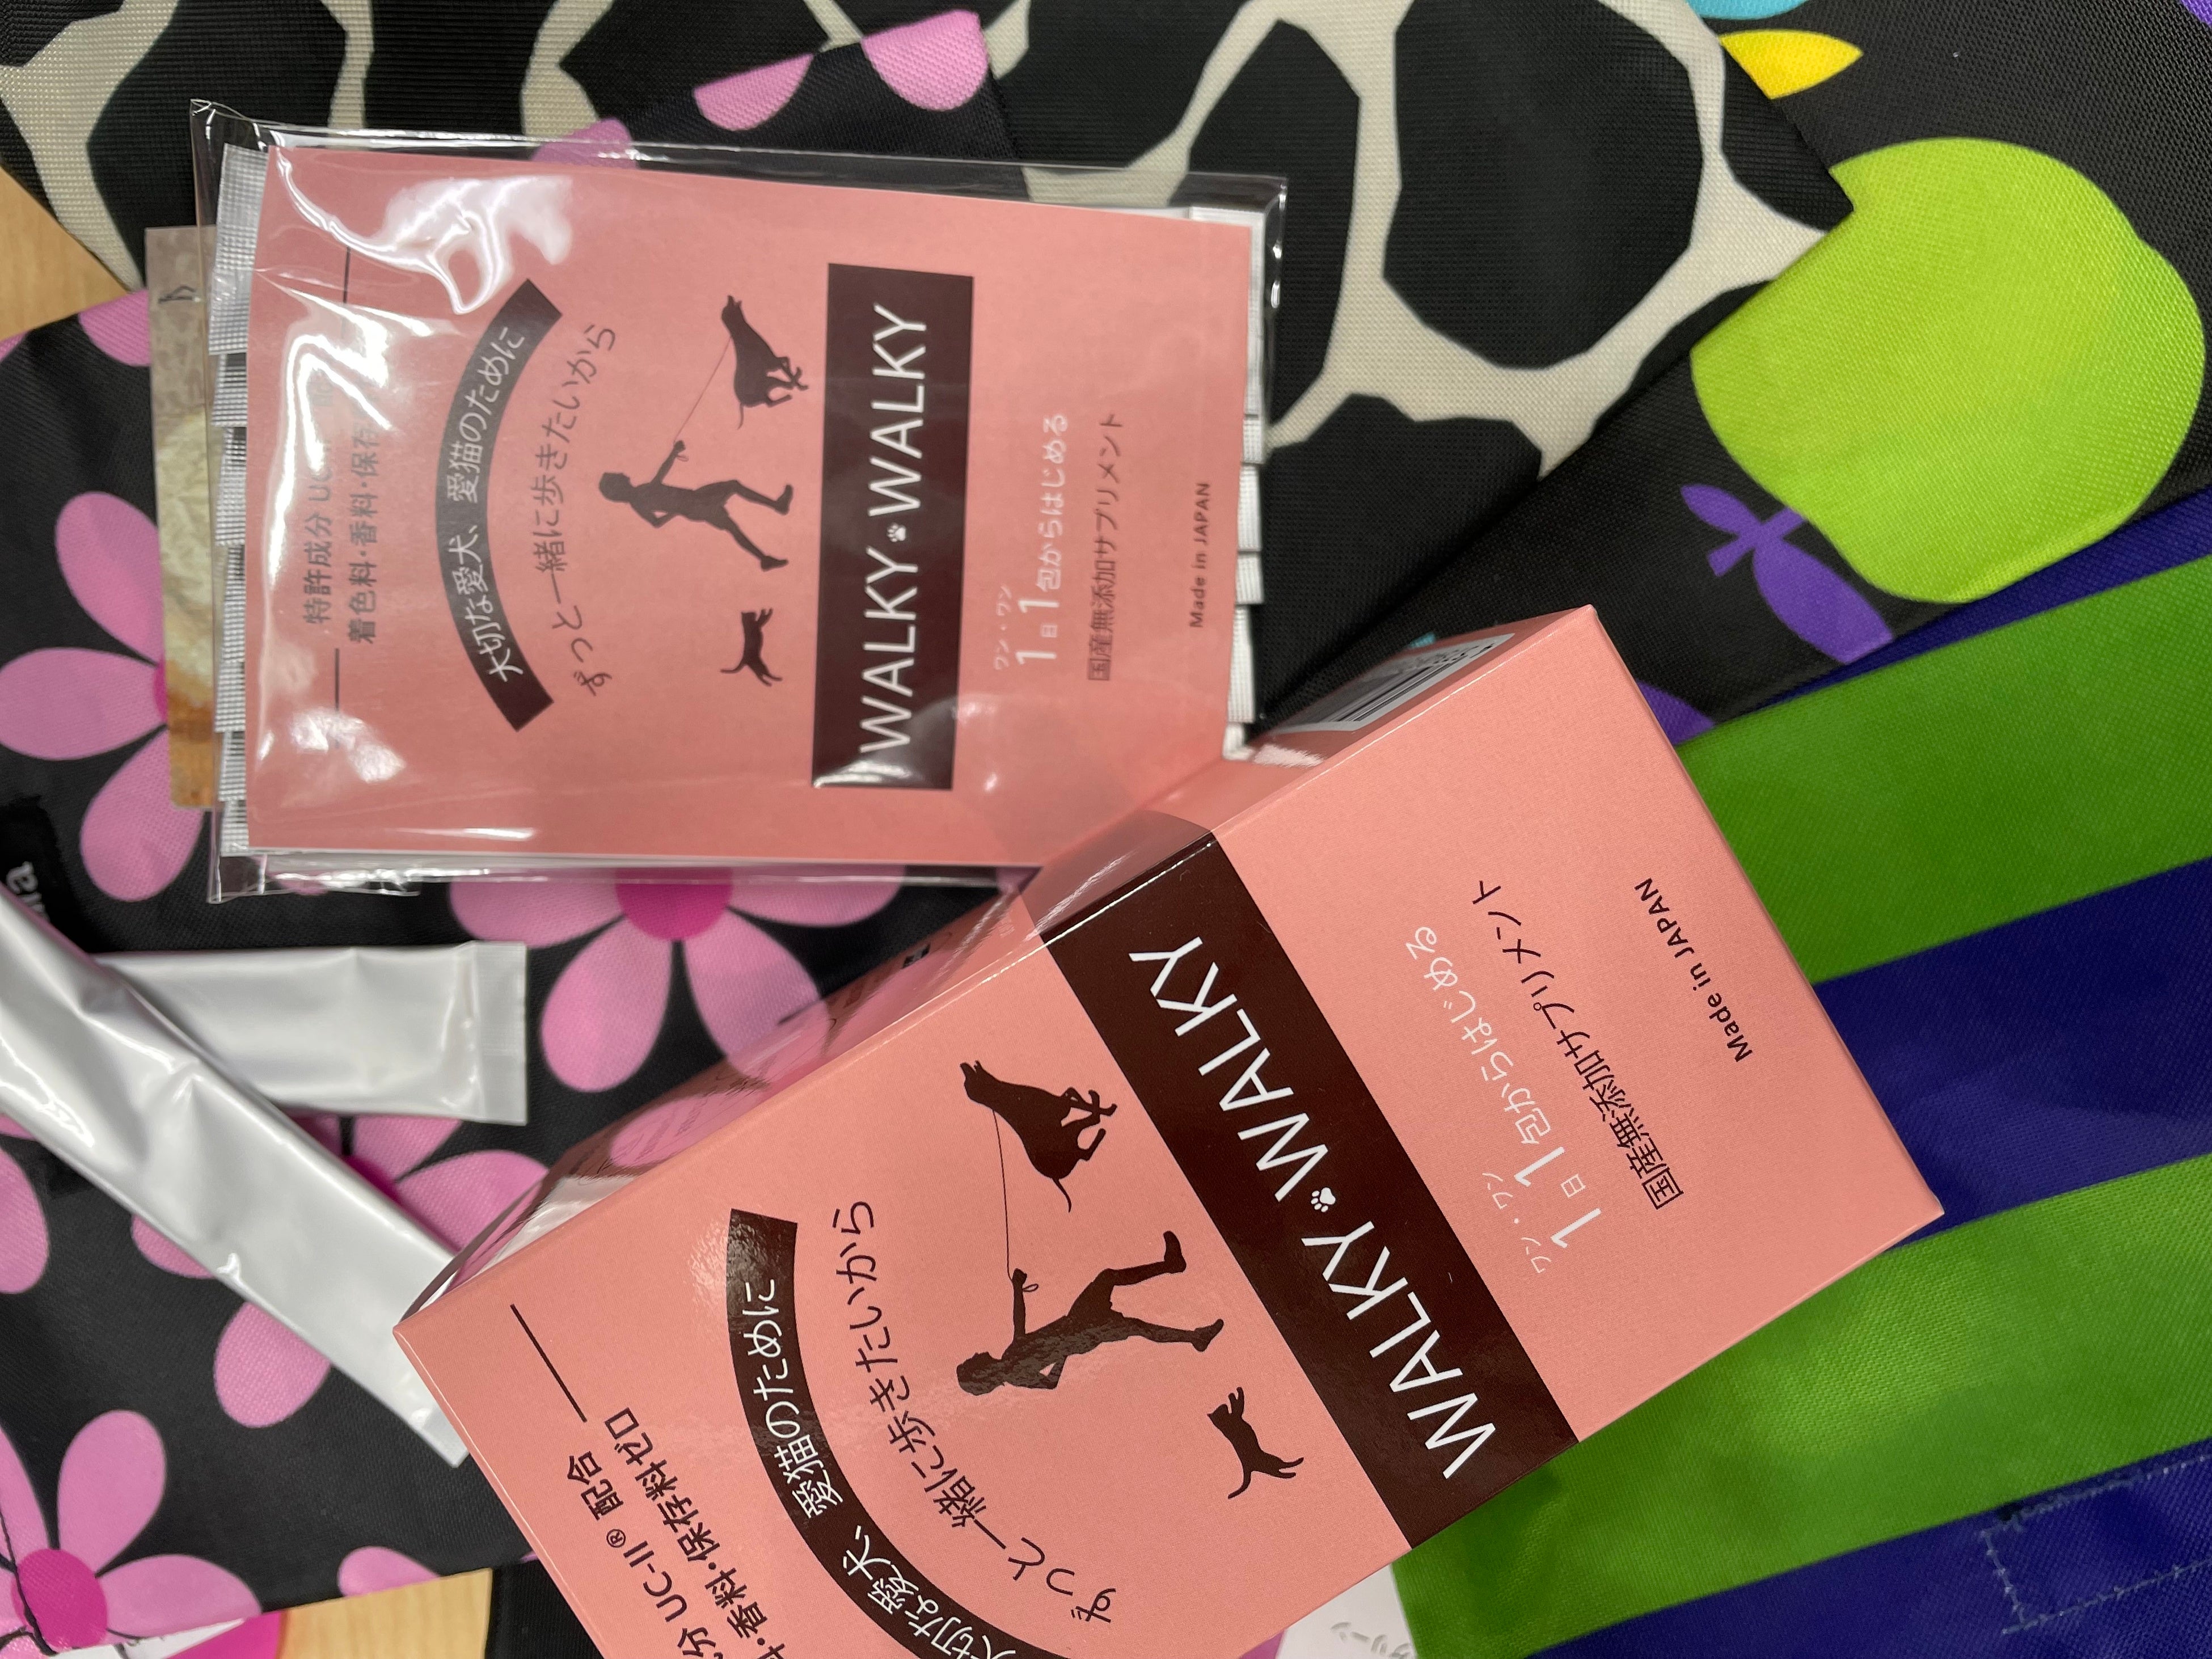 特許成分 UC
着色料・香料・保存
大切な愛犬、愛猫のために
ずっと一緒に歩きたいから
WALKY WALKY
ワン・ワン
1日1包からはじめる
国産無添加サプリメント
Made in JAPAN
分 UC-II® 配合
・香料・保存料ゼロ
大切な愛犬、愛猫のために
ずっと一緒に歩きたいから
WALKY WALKY
ワン・ワン
1日1包からはじめる
国産無添加サプリメント
Made in JAPAN